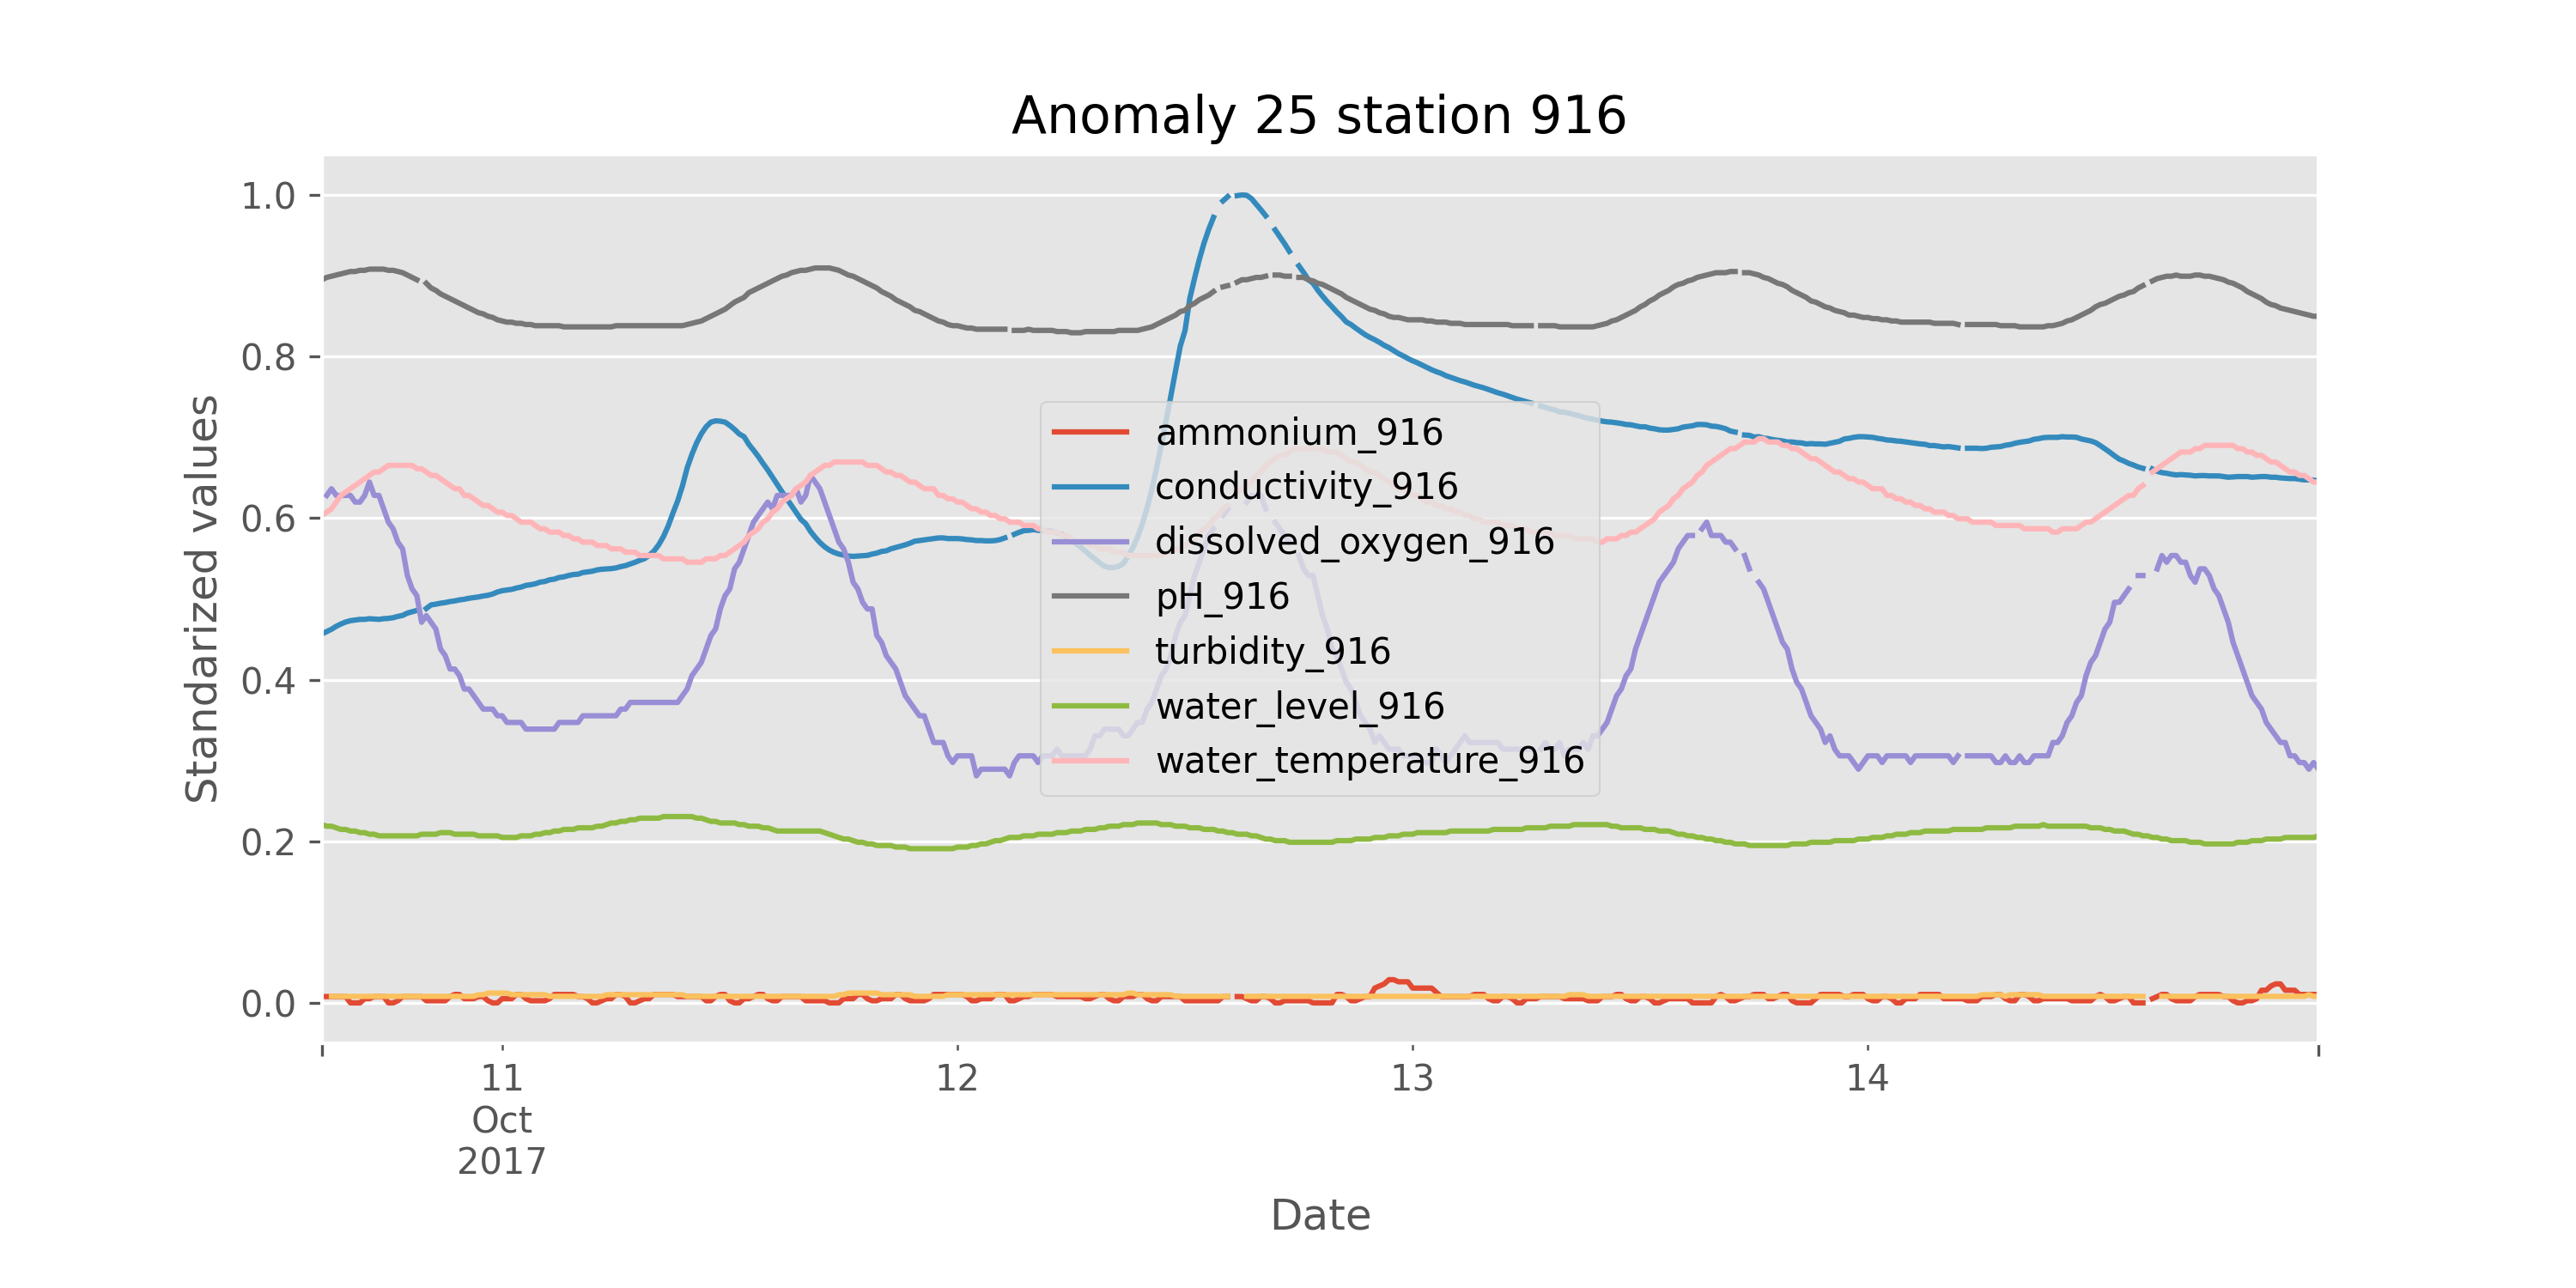 Anomaly 25 station 916
1.0
0.8
0.6
0.4
0.2
0.0
Standarized values
ammonium_916
conductivity_916
dissolved_oxygen_916
pH_916
turbidity_916
water_level_916
water_temperature_916
11 12 13 14
Oct
2017
Date